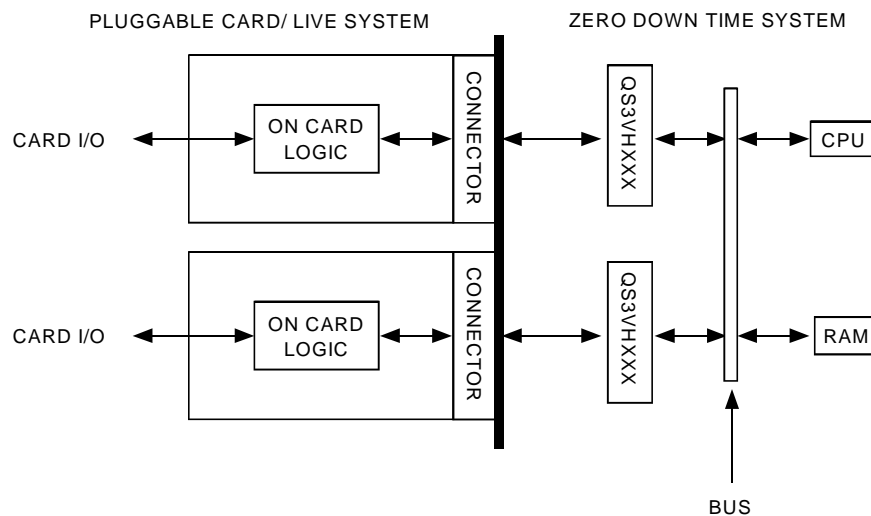 PLUGGABLE CARD/ LIVE SYSTEM
ZERO DOWN TIME SYSTEM
CARD I/O
ON CARD
LOGIC
CONNECTOR
QS3VHXXX
CPU
CARD I/O
ON CARD
LOGIC
CONNECTOR
QS3VHXXX
RAM
BUS